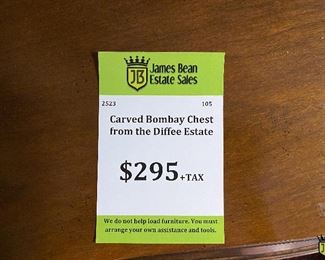 JB
James Bean
Estate Sales
2523 105
Carved Bombay Chest
from the Diffee Estate
$295+TAX
We do not help load furniture. You must
arrange your own assistance and tools.